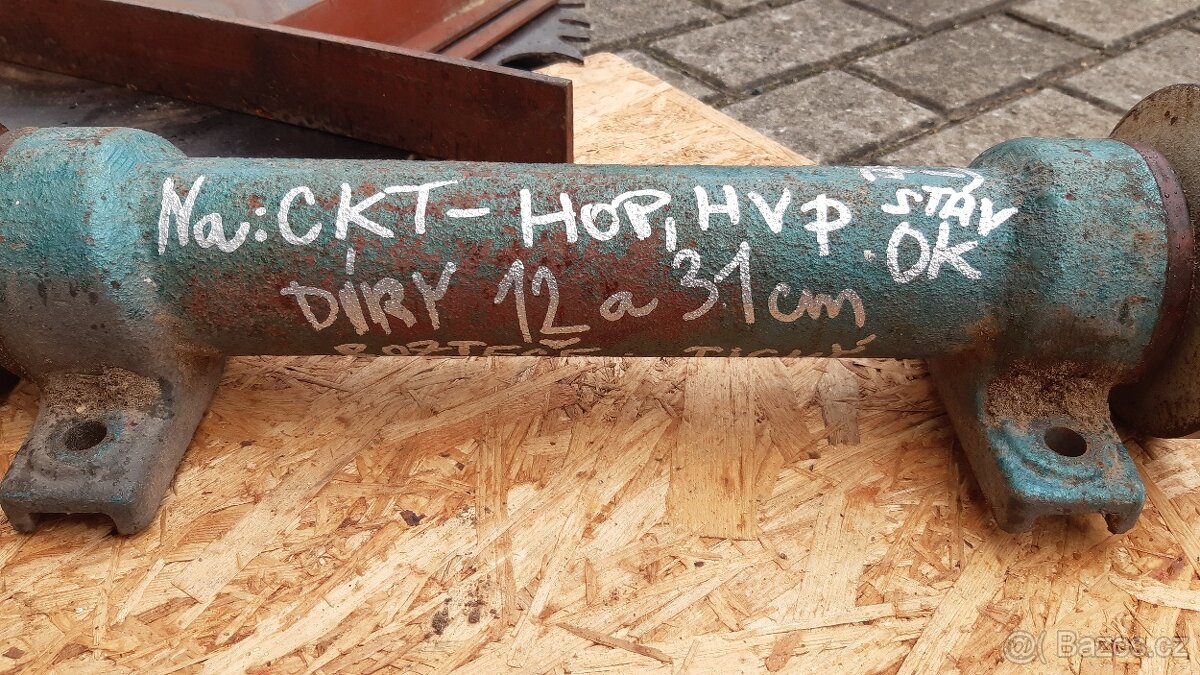 Na: CKT - HOP, HVP STAV
OK
DÍRY 12 a 31 cm
Bazos.cz